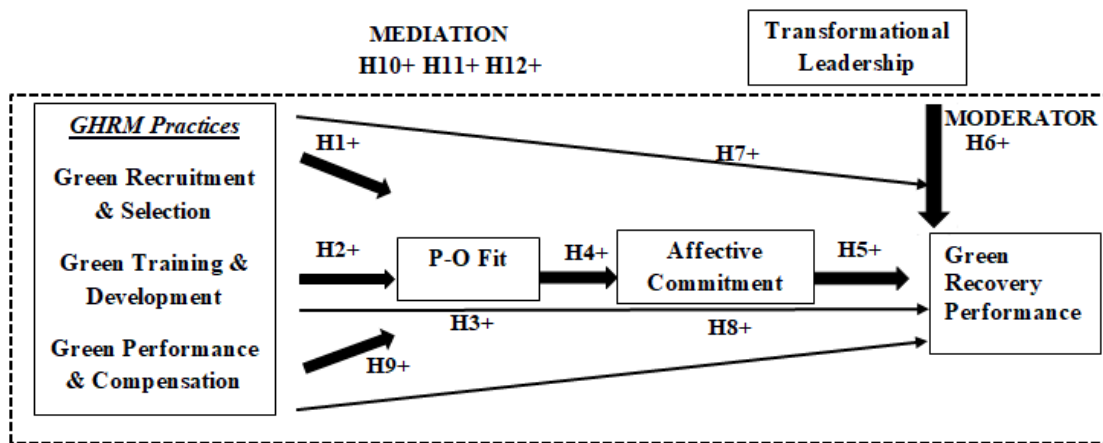 MEDIATION
H10+ H11+ H12+
Transformational
Leadership
GHRM Practices
Green Recruitment
& Selection
Green Training &
Development
Green Performance
& Compensation
H1+
H7+
MODERATOR
H6+
H2+
P-O Fit
H4+
Affective
Commitment
H5+
Green
Recovery
Performance
H3+
H8+
H9+